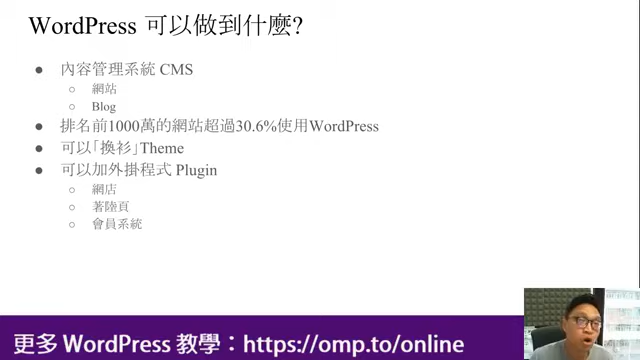 WordPress 可以做到什麼?
● 內容管理系統 CMS
○ 網站
○ Blog
● 排名前1000萬的網站超過30.6%使用WordPress
● 可以「換衫」Theme
● 可以加外掛程式 Plugin
○ 網店
○ 著陸頁
○ 會員系統
更多 WordPress 教學：https://omp.to/online